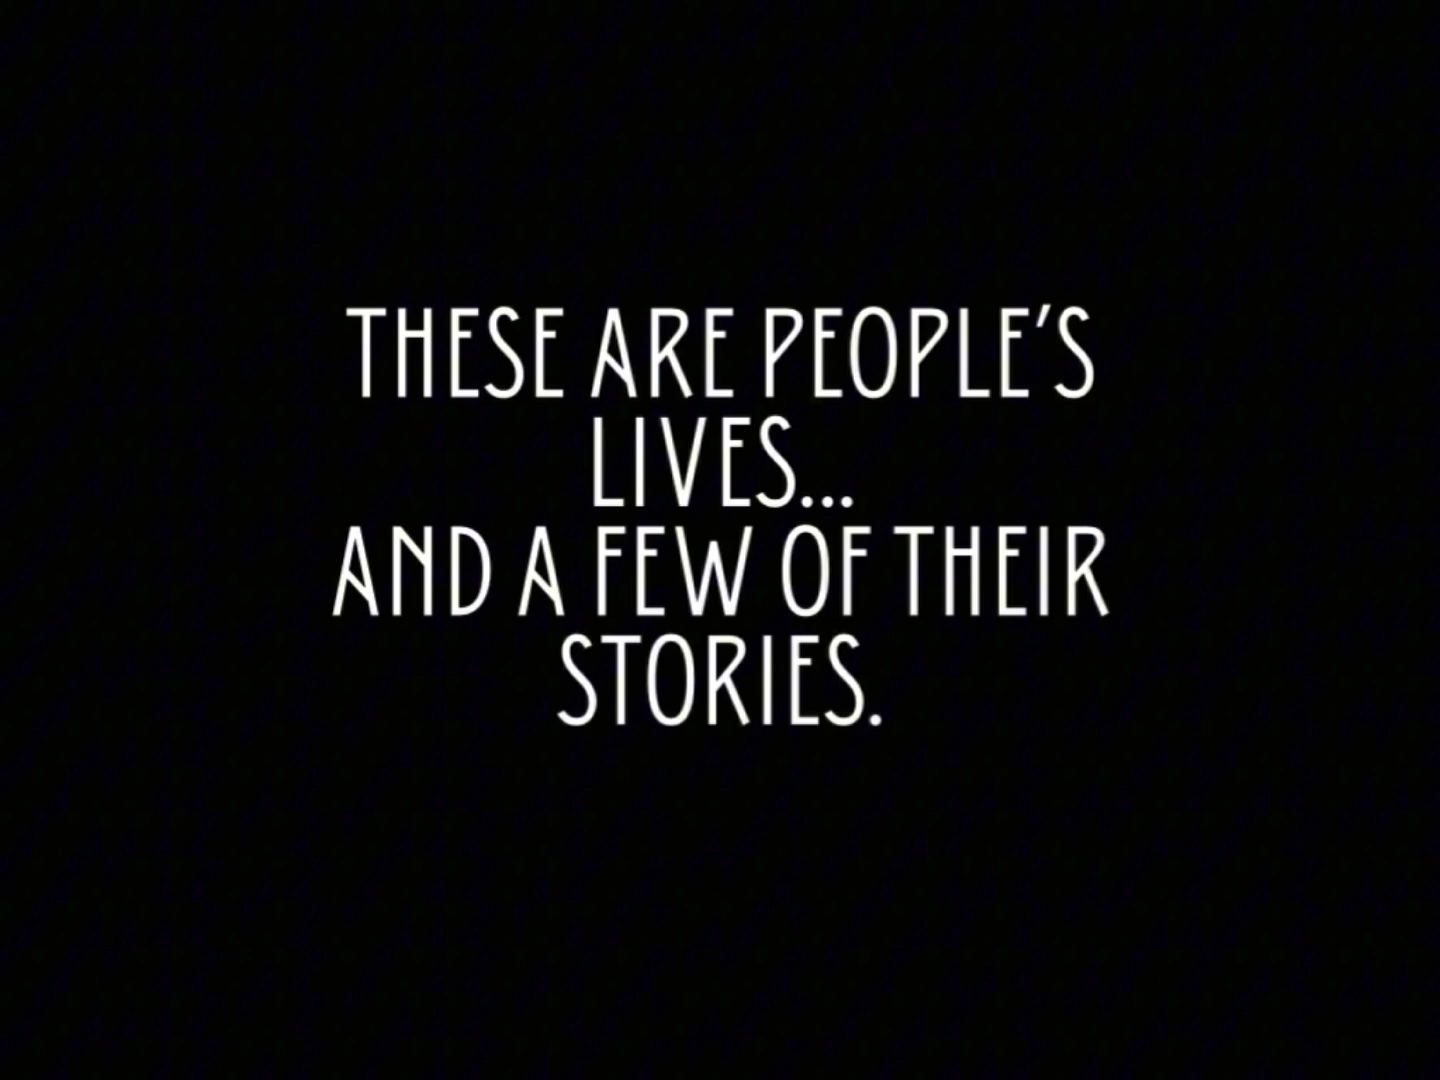 THESE ARE PEOPLE'S
LIVES...
AND A FEW OF THEIR
STORIES.